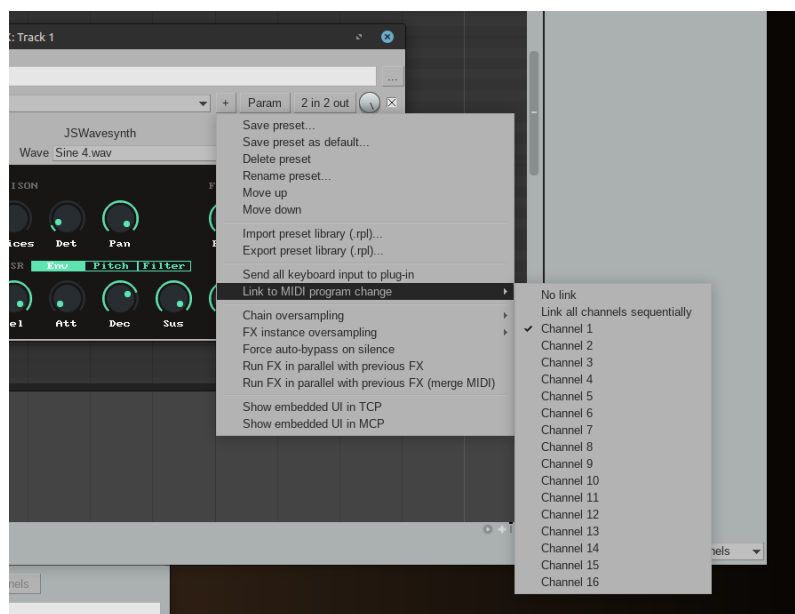 : Track 1
...
+ Param 2 in 2 out
JSWavesynth
Wave Sine 4.wav
Det Pan
Env Pitch Filter
Att Dec Sus
Save preset...
Save preset as default...
Delete preset
Rename preset...
Move up
Move down
Import preset library (.rpl)...
Export preset library (.rpl)...
Send all keyboard input to plug-in
Link to MIDI program change
Chain oversampling
FX instance oversampling
Force auto-bypass on silence
Run FX in parallel with previous FX
Run FX in parallel with previous FX (merge MIDI)
Show embedded UI in TCP
Show embedded UI in MCP
No link
Link all channels sequentially
Channel 1
Channel 2
Channel 3
Channel 4
Channel 5
Channel 6
Channel 7
Channel 8
Channel 9
Channel 10
Channel 11
Channel 12
Channel 13
Channel 14
Channel 15
Channel 16
nels
nels